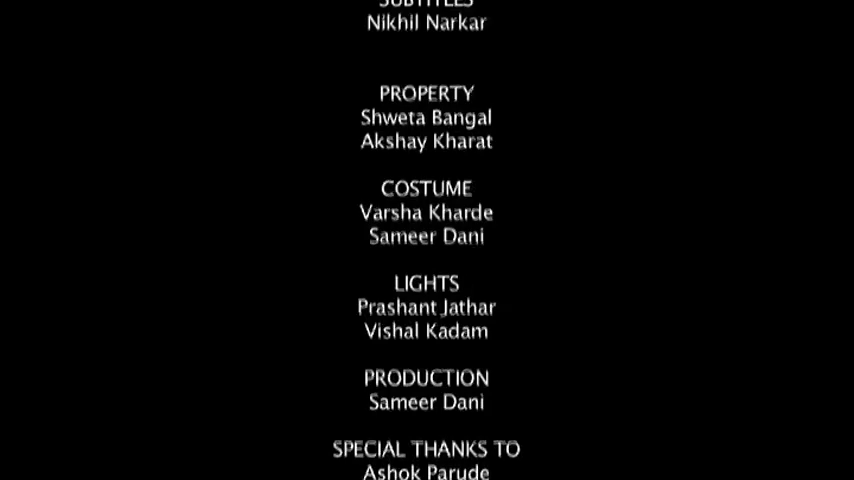 SUBTITLES
Nikhil Narkar
PROPERTY
Shweta Bangal
Akshay Kharat
COSTUME
Varsha Kharde
Sameer Dani
LIGHTS
Prashant Jathar
Vishal Kadam
PRODUCTION
Sameer Dani
SPECIAL THANKS TO
Ashok Parude